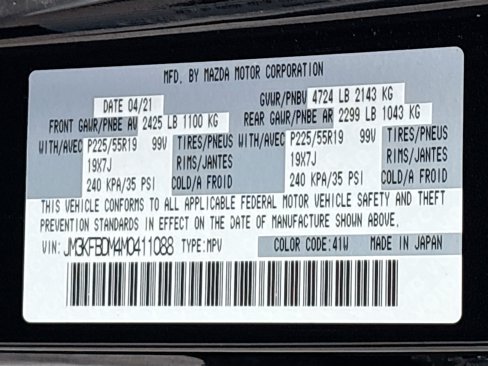 MFD. BY MAZDA MOTOR CORPORATION
DATE 04/21 GVWR/PNBV 4724 LB 2143 KG
FRONT GAWR/PNBE AV 2425 LB 1100 KG REAR GAWR/PNBE AR 2299 LB 1043 KG
WITH/AVEC P225/55R19 99V TIRES/PNEUS WITH/AVEC P225/55R19 99V TIRES/PNEUS
19X7J RIMS/JANTES 19X7J RIMS/JANTES
240 KPA/35 PSI COLD/A FROID 240 KPA/35 PSI COLD/A FROID
THIS VEHICLE CONFORMS TO ALL APPLICABLE FEDERAL MOTOR VEHICLE SAFETY AND THEFT
PREVENTION STANDARDS IN EFFECT ON THE DATE OF MANUFACTURE SHOWN ABOVE.
VIN: JM3KFBDM4M0411088 TYPE:MPV COLOR CODE:41W MADE IN JAPAN